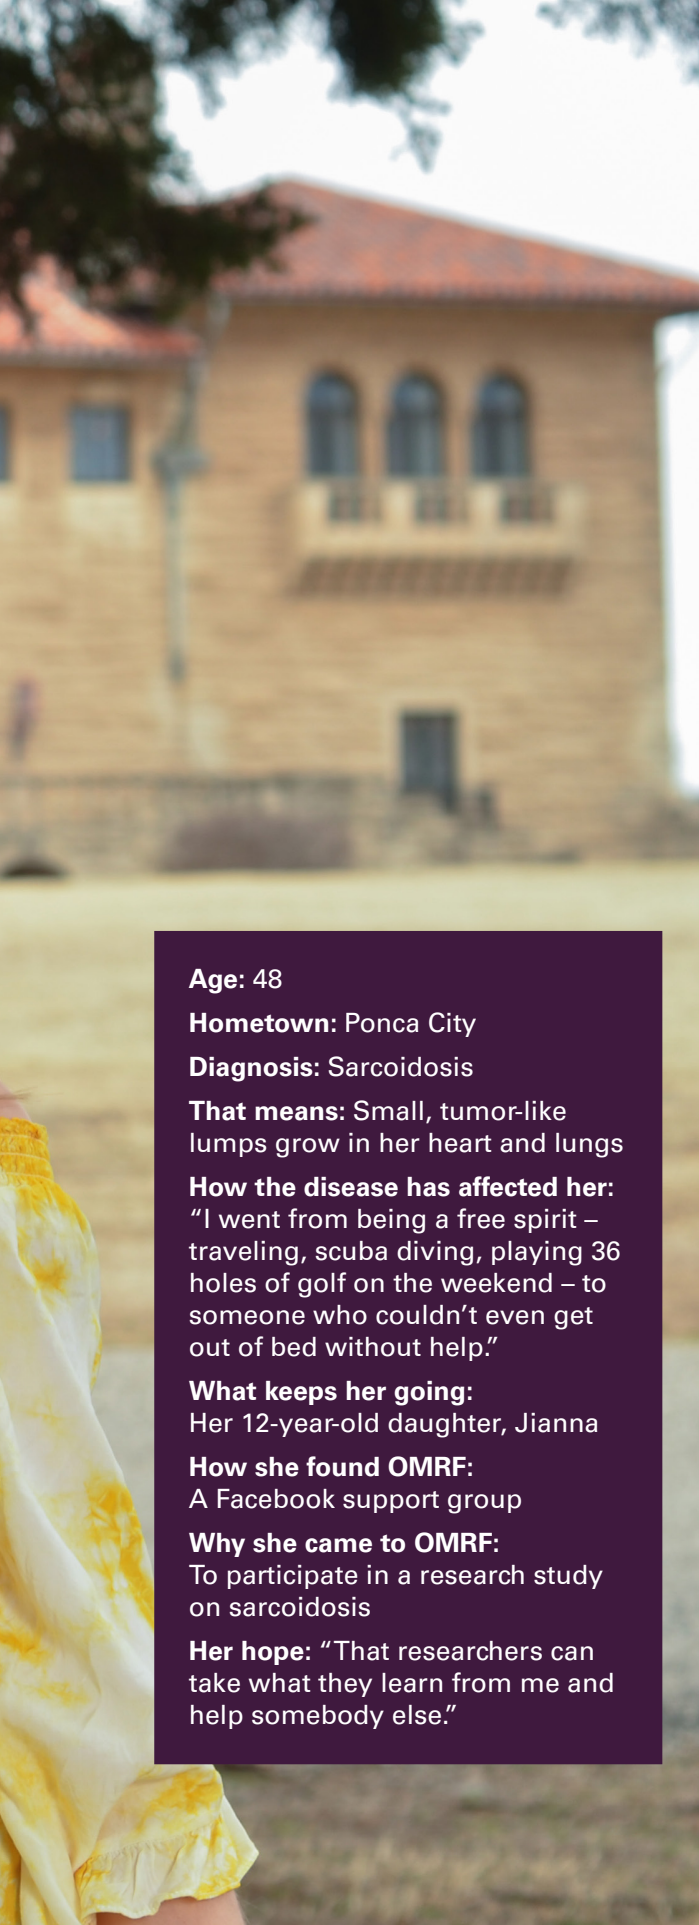 Age: 48
Hometown: Ponca City
Diagnosis: Sarcoidosis
That means: Small, tumor-like
lumps grow in her heart and lungs
How the disease has affected her:
“I went from being a free spirit –
traveling, scuba diving, playing 36
holes of golf on the weekend – to
someone who couldn’t even get
out of bed without help.”
What keeps her going:
Her 12-year-old daughter, Jianna
How she found OMRF:
A Facebook support group
Why she came to OMRF:
To participate in a research study
on sarcoidosis
Her hope: “That researchers can
take what they learn from me and
help somebody else.”